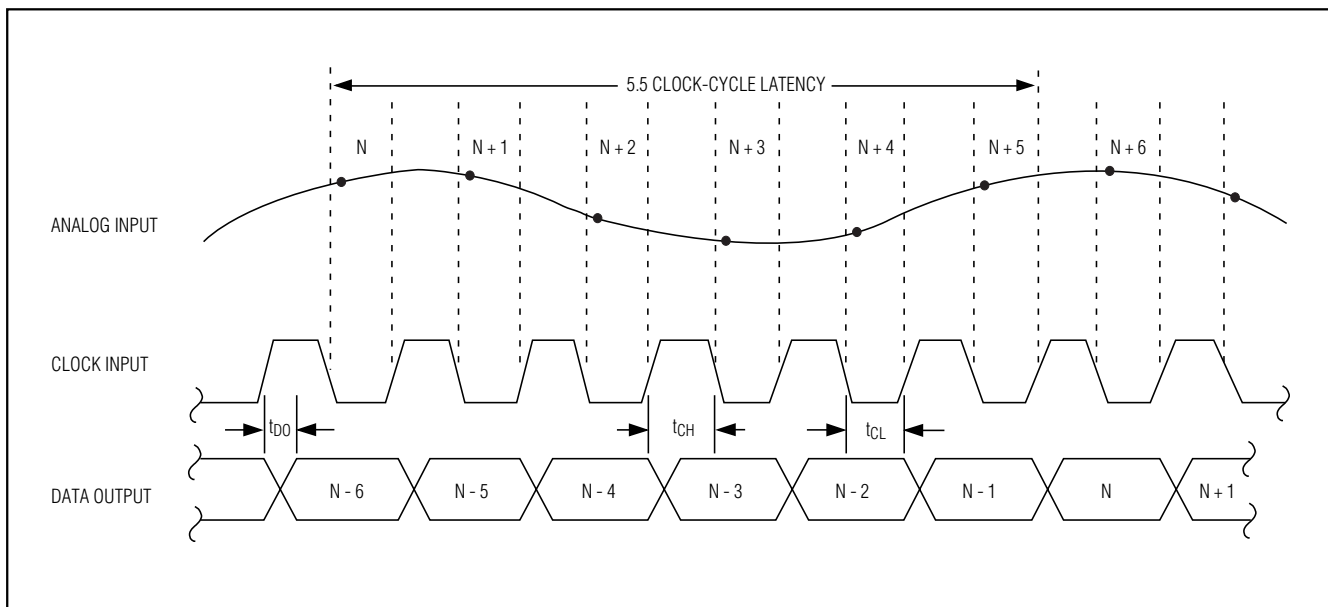 5.5 CLOCK-CYCLE LATENCY
N N + 1 N + 2 N + 3 N + 4 N + 5 N + 6
ANALOG INPUT
CLOCK INPUT
tDO tCH tCL
DATA OUTPUT N - 6 N - 5 N - 4 N - 3 N - 2 N - 1 N N + 1